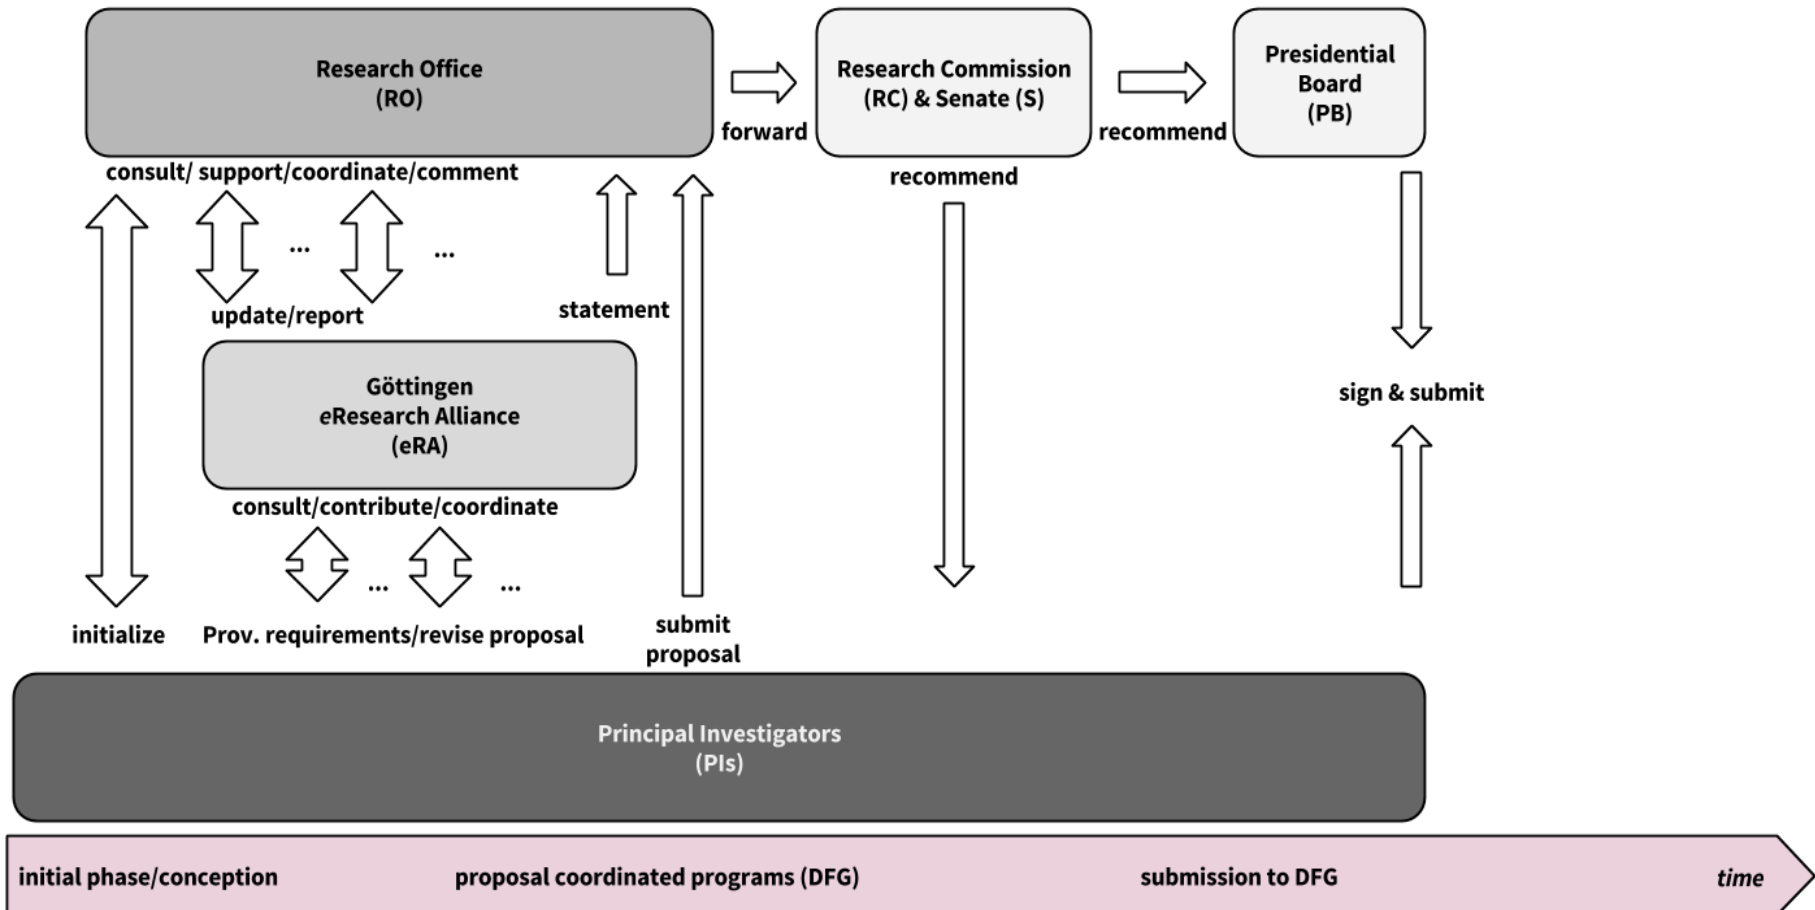 Research Office
(RO)
forward
Research Commission
(RC) & Senate (S)
recommend
Presidential
Board
(PB)
consult/ support/coordinate/comment
recommend
...
...
update/report
statement
sign & submit
Göttingen
eResearch Alliance
(eRA)
consult/contribute/coordinate
...
...
initialize
Prov. requirements/revise proposal
submit
proposal
Principal Investigators
(PIs)
initial phase/conception
proposal coordinated programs (DFG)
submission to DFG
time